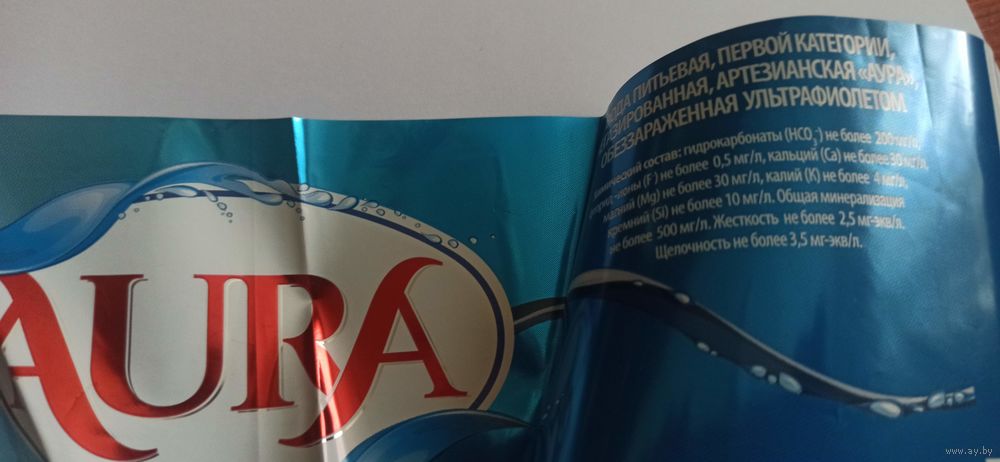 AURA
ВОДА ПИТЬЕВАЯ, ПЕРВОЙ КАТЕГОРИИ,
ГАЗИРОВАННАЯ, АРТЕЗИАНСКАЯ «АУРА»,
ОБЕЗЗАРАЖЕННАЯ УЛЬТРАФИОЛЕТОМ
Химический состав: гидрокарбонаты (HCO₃⁻) не более 200 мг/л,
фторид-ионы (F⁻) не более 0,5 мг/л, кальций (Ca) не более 30 мг/л,
магний (Mg) не более 30 мг/л, калий (K) не более 4 мг/л,
кремний (Si) не более 10 мг/л. Общая минерализация
не более 500 мг/л. Жесткость не более 2,5 мг-экв/л.
Щелочность не более 3,5 мг-экв/л.
www.ay.by